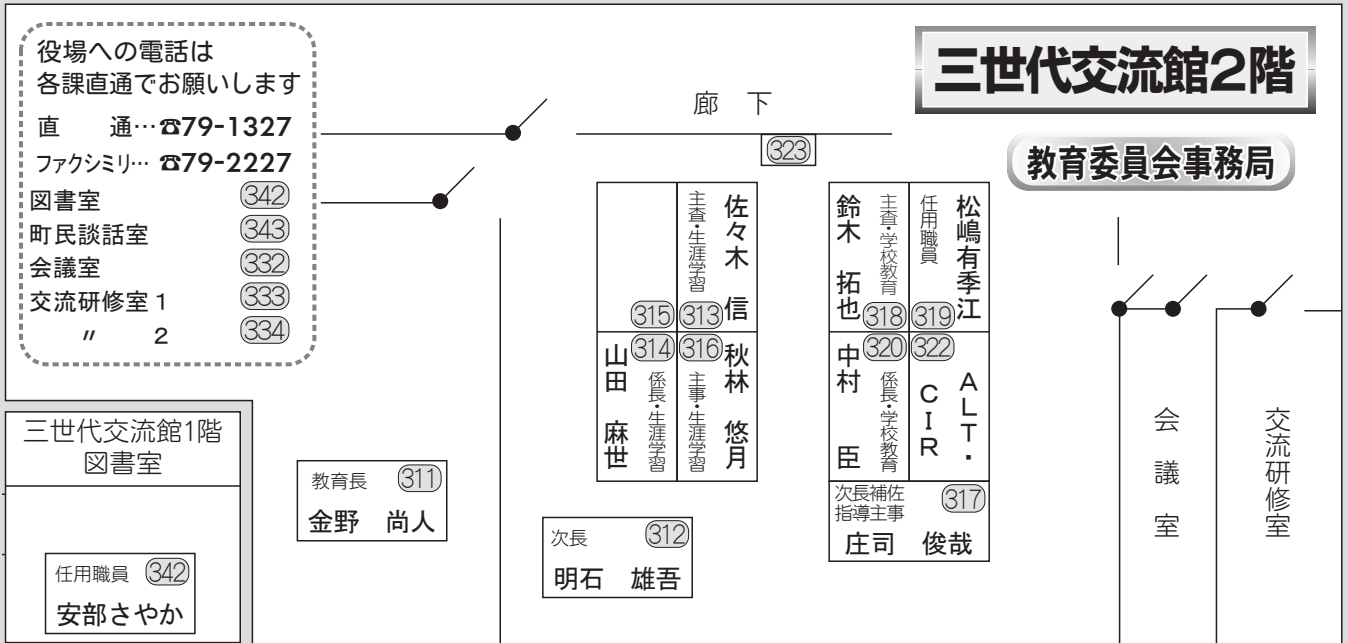 三世代交流館2階
教育委員会事務局
役場への電話は
各課直通でお願いします
直　　通…☎79-1327
ファクシミリ…☎79-2227
図書室 342
町民談話室 343
会議室 332
交流研修室1 333
〃　2 334
廊　下
323
315
佐々木　信
主査・生涯学習
313
山田　麻世
係長・生涯学習
314
秋林　悠月
主事・生涯学習
316
鈴木　拓也
主査・学校教育
318
松嶋有季江
任用職員
319
中村　臣
係長・学校教育
320
ALT・
CIR
322
次長補佐
指導主事
317
庄司　俊哉
教育長 311
金野　尚人
次長 312
明石　雄吾
会議室
交流研修室
三世代交流館1階
図書室
任用職員 342
安部さやか